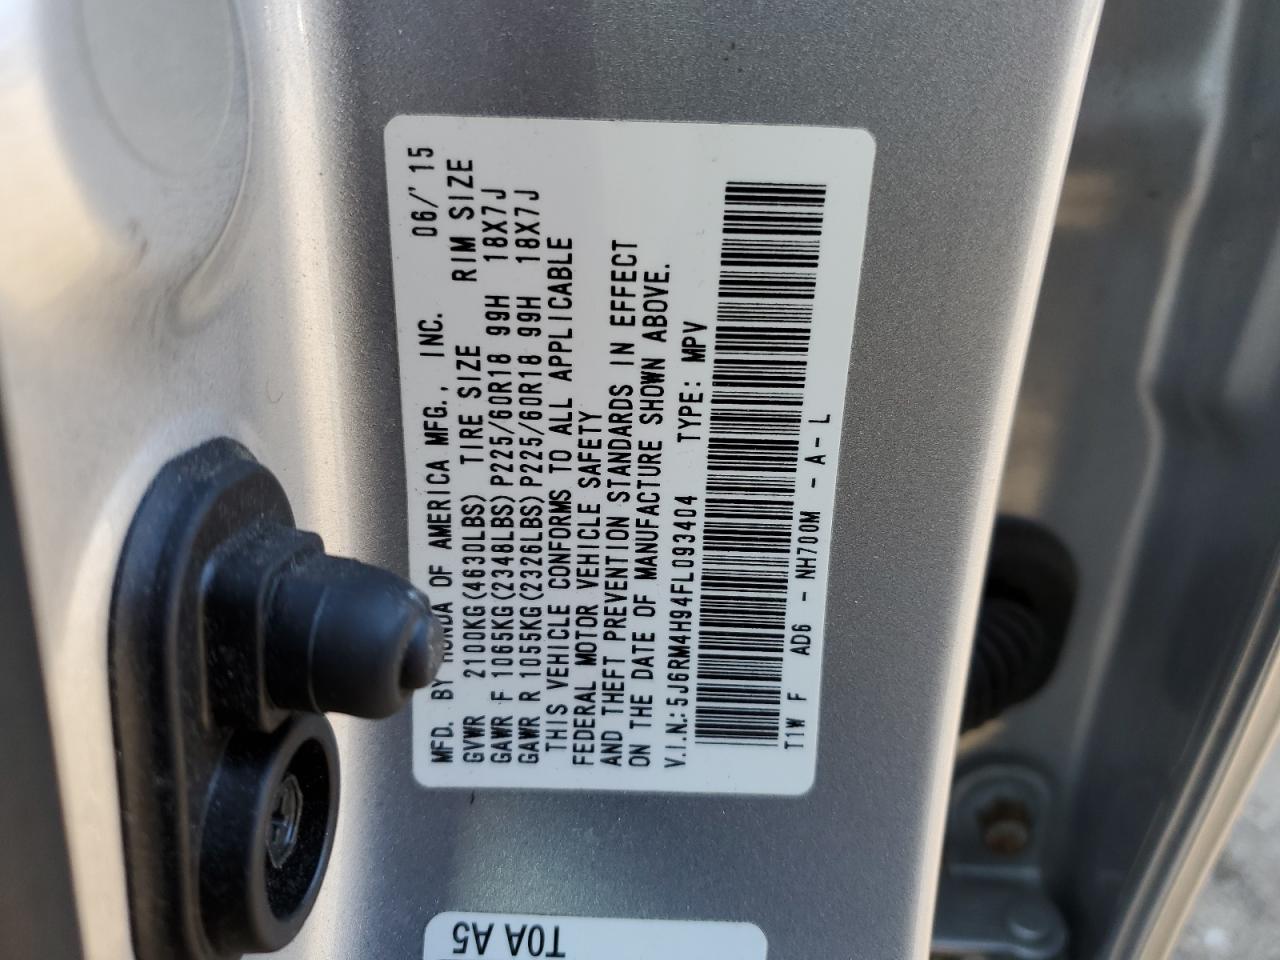 MFD. BY HONDA OF AMERICA MFG., INC. 06/'15
GVWR 2100KG(4630LBS) TIRE SIZE RIM SIZE
GAWR F 1065KG(2348LBS) P225/60R18 99H 18X7J
GAWR R 1055KG(2326LBS) P225/60R18 99H 18X7J
THIS VEHICLE CONFORMS TO ALL APPLICABLE
FEDERAL MOTOR VEHICLE SAFETY
AND THEFT PREVENTION STANDARDS IN EFFECT
ON THE DATE OF MANUFACTURE SHOWN ABOVE.
V.I.N.: 5J6RM4H94FL093404 TYPE: MPV
T1W F AD6 - NH700M - A - L
T0A A5